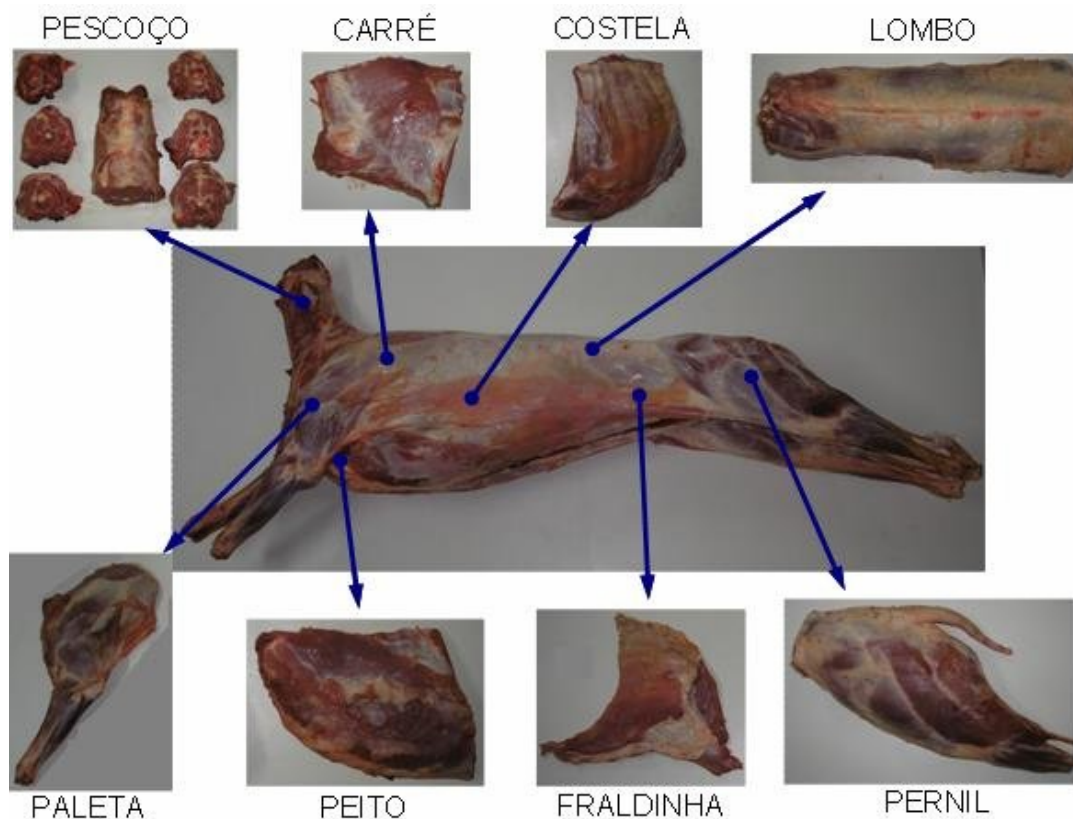 PESCOÇO
CARRÉ
COSTELA
LOMBO
PALETA
PEITO
FRALDINHA
PERNIL